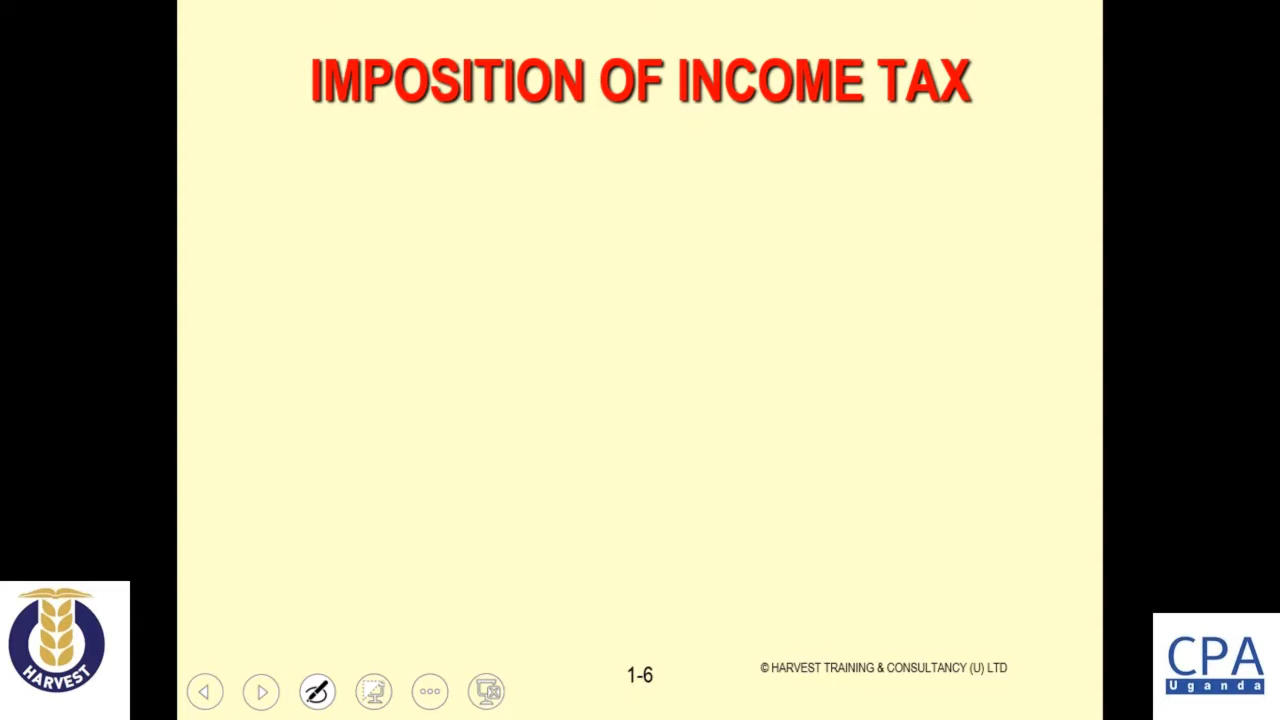 IMPOSITION OF INCOME TAX
HARVEST
1-6
© HARVEST TRAINING & CONSULTANCY (U) LTD
CPA
Uganda